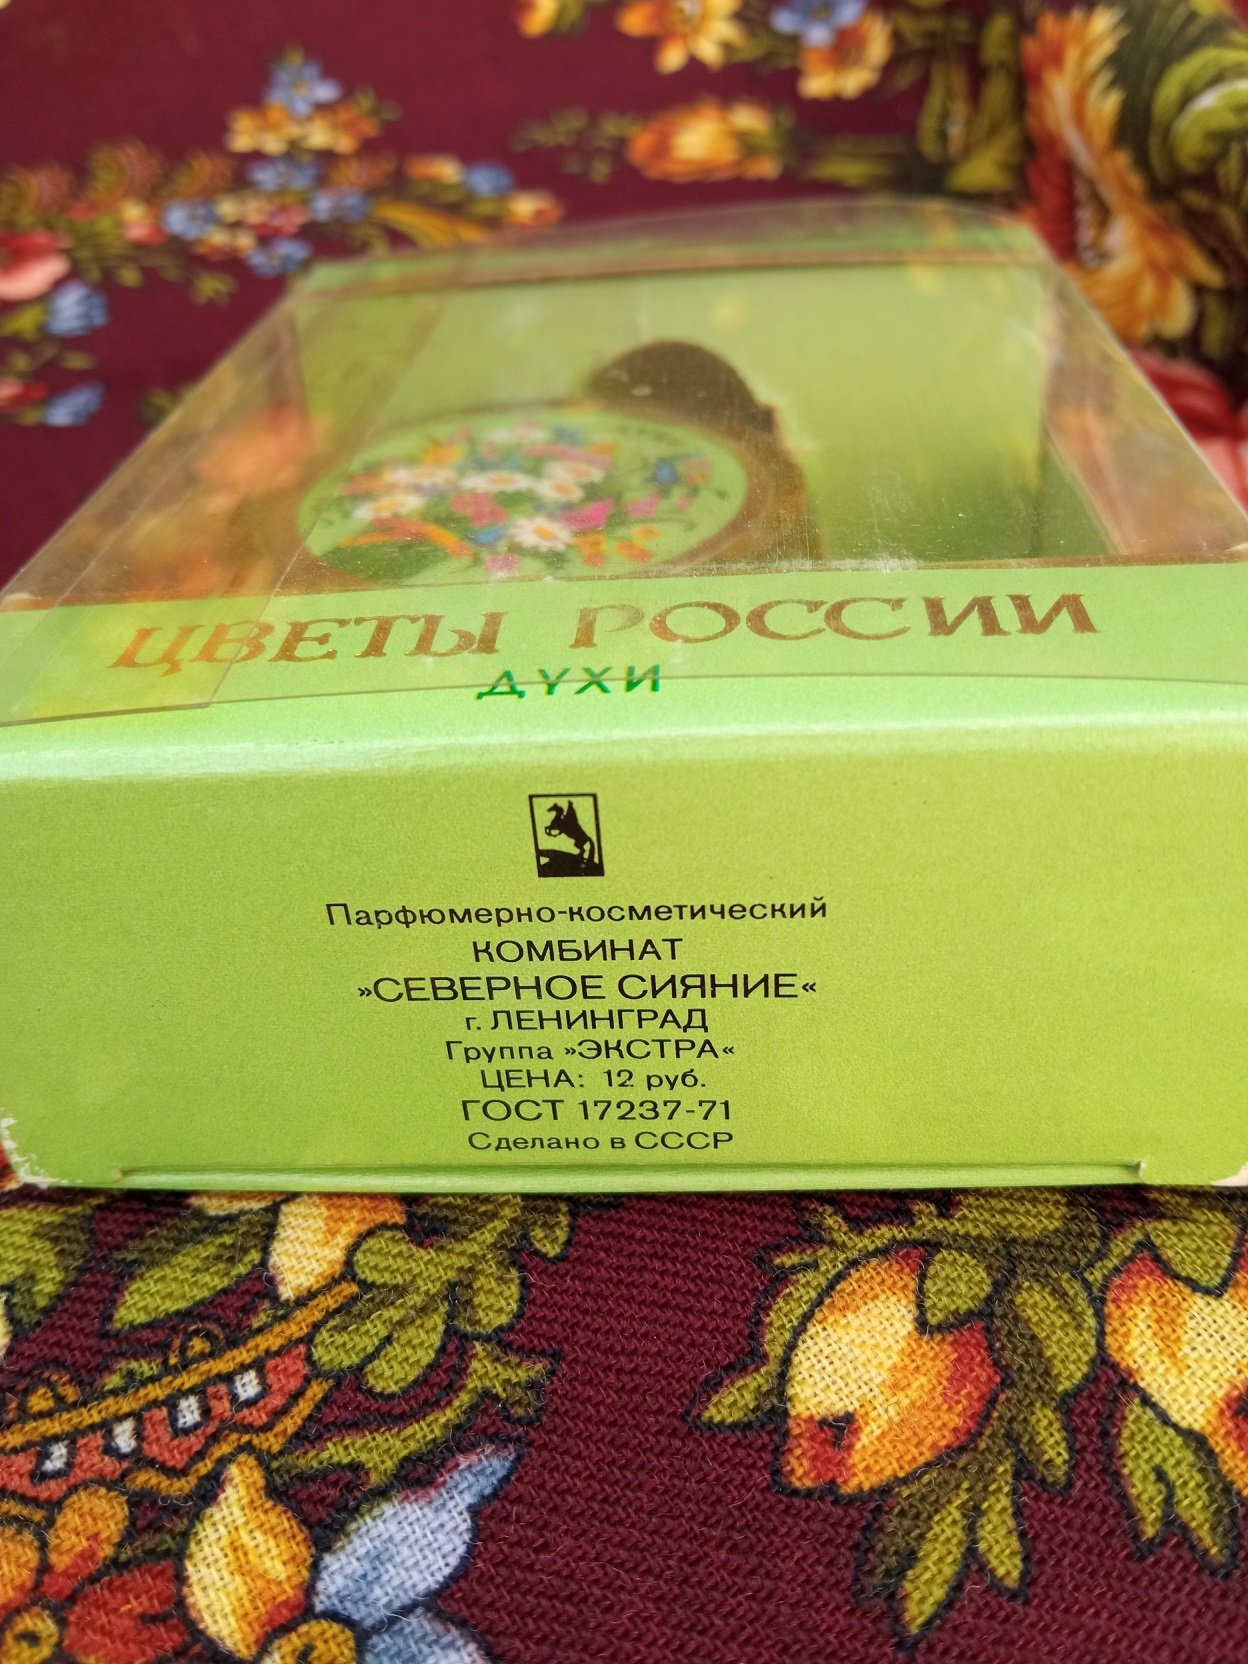 ЦВЕТЫ РОССИИ
ДУХИ
Парфюмерно-косметический
КОМБИНАТ
»СЕВЕРНОЕ СИЯНИЕ«
г. ЛЕНИНГРАД
Группа »ЭКСТРА«
ЦЕНА: 12 руб.
ГОСТ 17237-71
Сделано в СССР